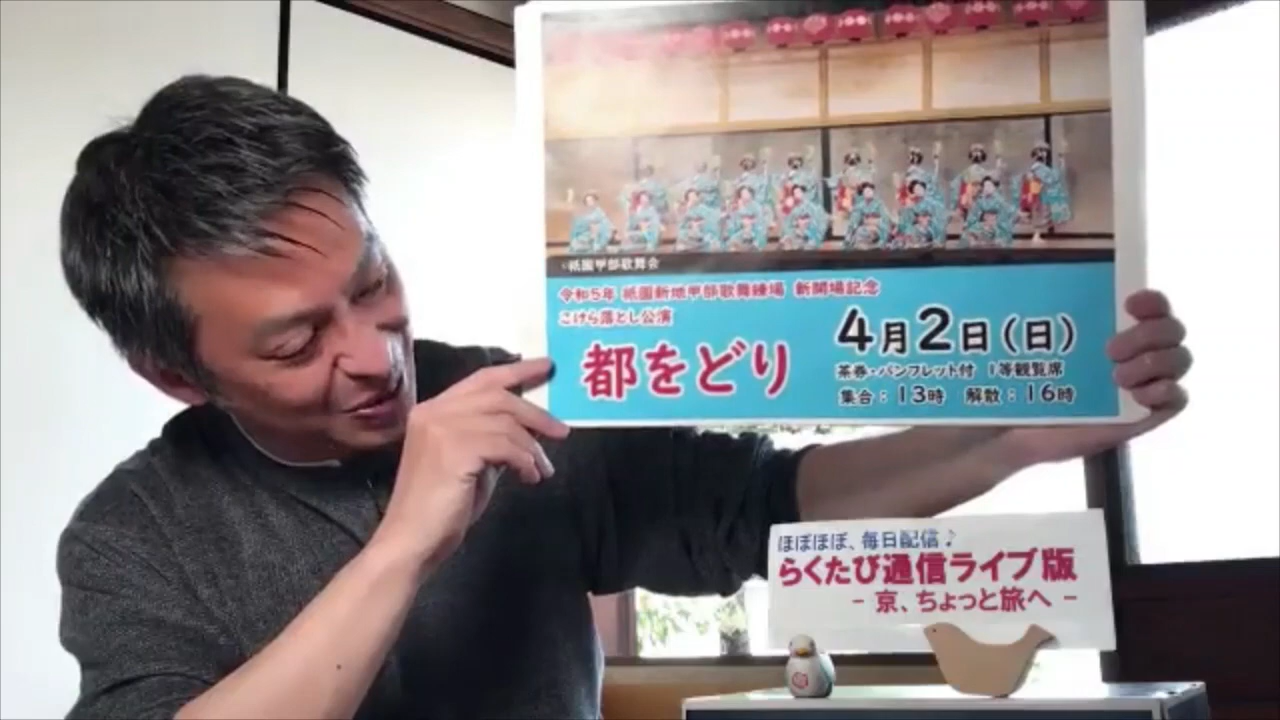 祇園甲部歌舞会
令和5年 祇園新地甲部歌舞練場 新開場記念
こけら落とし公演
都をどり
4月2日(日)
茶券・パンフレット付 1等観覧席
集合:13時 解散:16時
ほぼほぼ、毎日配信♪
らくたび通信ライブ版
- 京、ちょっと旅へ -